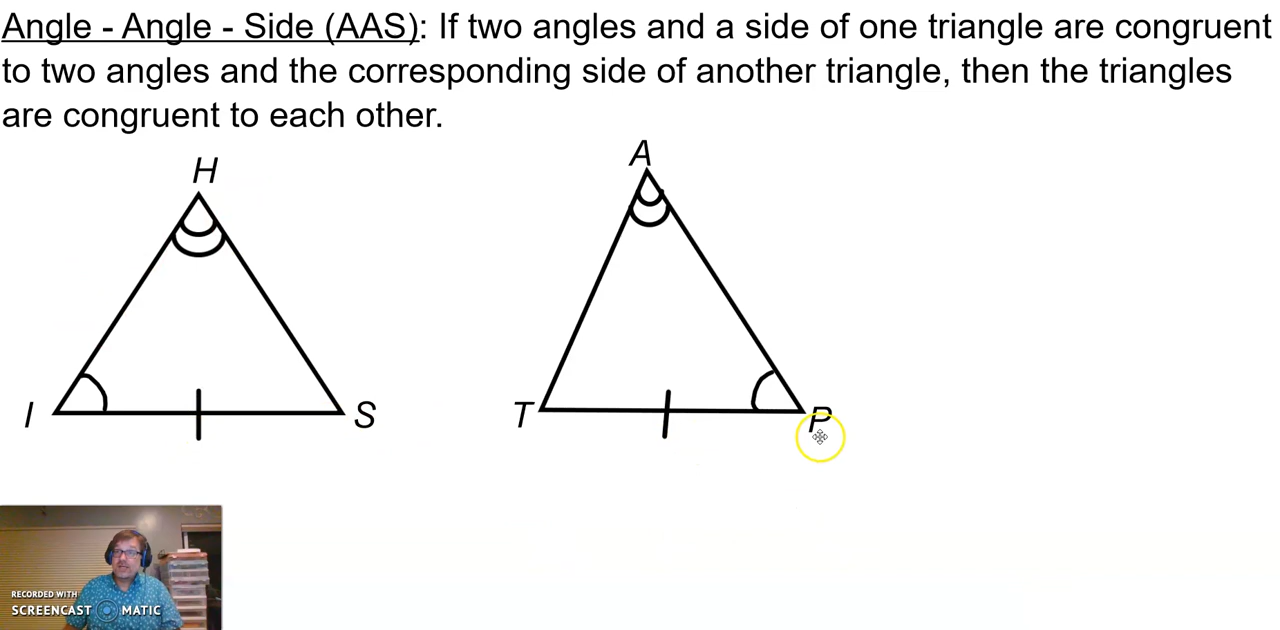 Angle - Angle - Side (AAS): If two angles and a side of one triangle are congruent
to two angles and the corresponding side of another triangle, then the triangles
are congruent to each other.
H
A
I
S
T
P
RECORDED WITH
SCREENCAST MATIC